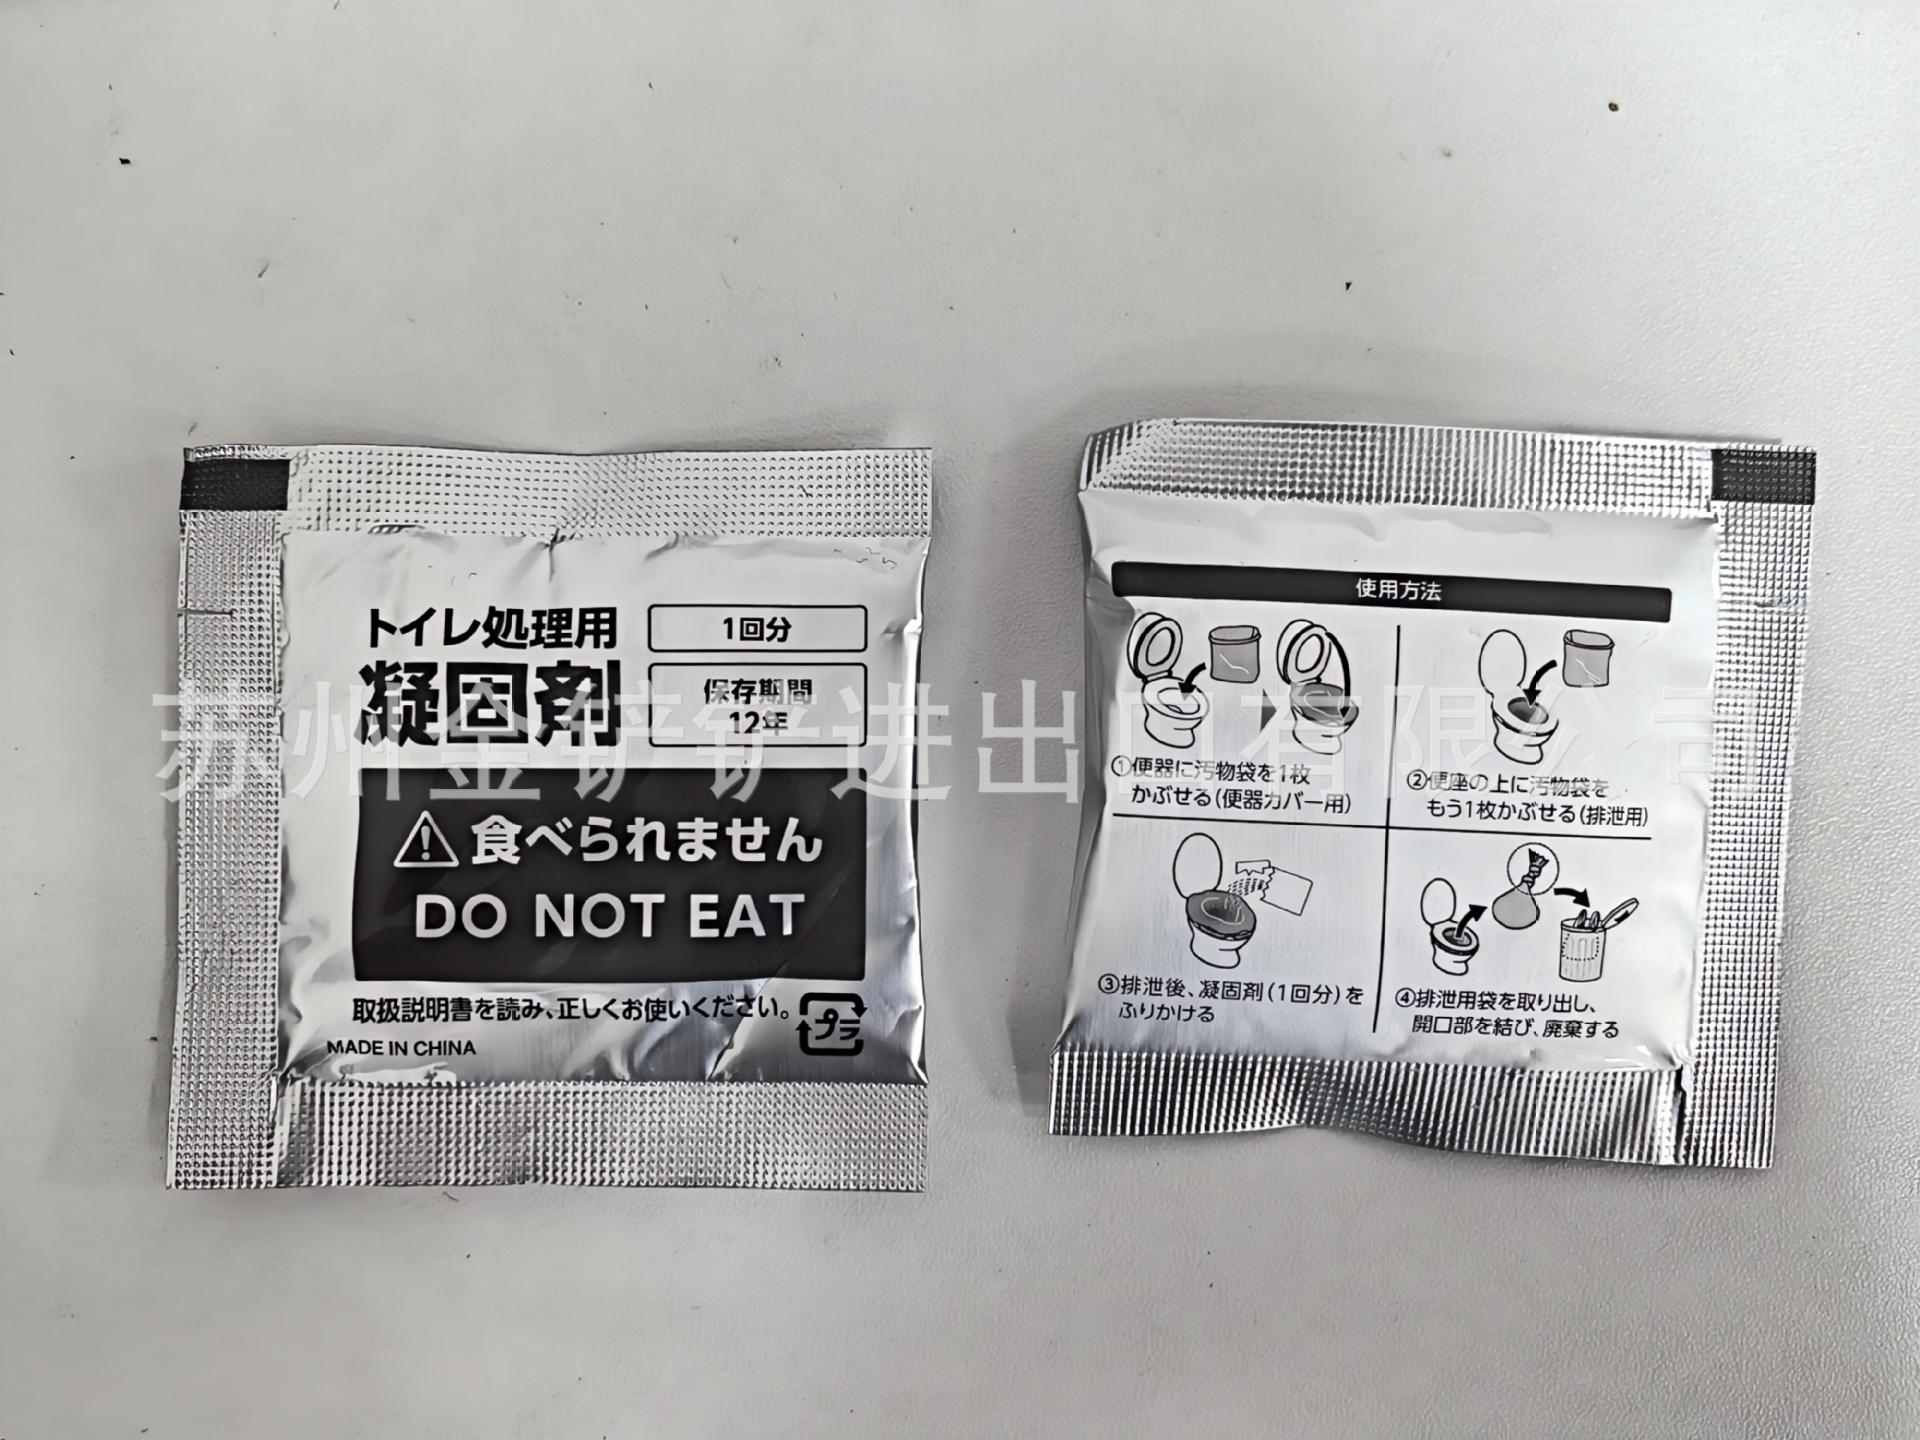 トイレ処理用
凝固剤
1回分
保存期間
12年
食べられません
DO NOT EAT
取扱説明書を読み、正しくお使いください。
プラ
MADE IN CHINA
使用方法
①便器に汚物袋を1枚
かぶせる(便器カバー用)
②便座の上に汚物袋を
もう1枚かぶせる(排泄用)
③排泄後、凝固剤(1回分)を
ふりかける
④排泄用袋を取り出し、
開口部を結び、廃棄する
苏州金铲铲进出口有限公司